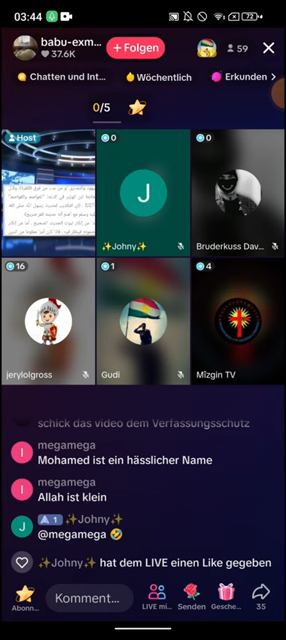 03:44
72
babu-exm...
37.6K
+ Folgen
59
Chatten und Int...
Wöchentlich
Erkunden
0/5
Host
0
✨Johny✨
J
0
Bruderkuss Dav...
16
jerylolgross
1
Gudi
4
Mîzgin TV
schick das video dem Verfassungsschutz
megamega
Mohamed ist ein hässlicher Name
megamega
Allah ist klein
J
1 ✨Johny✨
@megamega 🤣
✨Johny✨ hat dem LIVE einen Like gegeben
Abonn...
Komment...
LIVE mi...
Senden
Gesche...
35